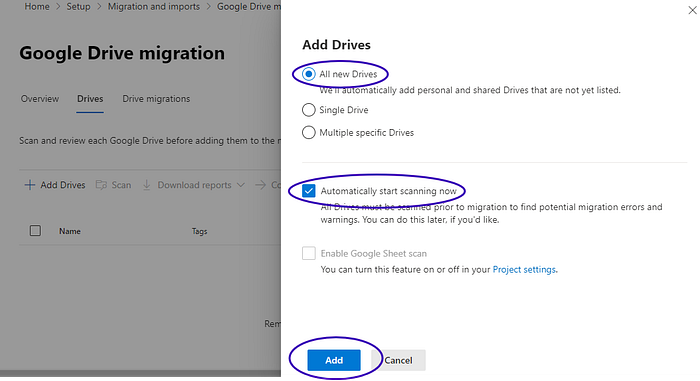 Home > Setup > Migration and imports > Google Drive m
Google Drive migration
Overview Drives Drive migrations
Scan and review each Google Drive before adding them to the m
Add Drives Scan Download reports Co
Name Tags
Rem
Add Drives
All new Drives
We'll automatically add personal and shared Drives that are not yet listed.
Single Drive
Multiple specific Drives
Automatically start scanning now
All Drives must be scanned prior to migration to find potential migration errors and
warnings. You can do this later, if you'd like.
Enable Google Sheet scan
You can turn this feature on or off in your Project settings.
Add Cancel